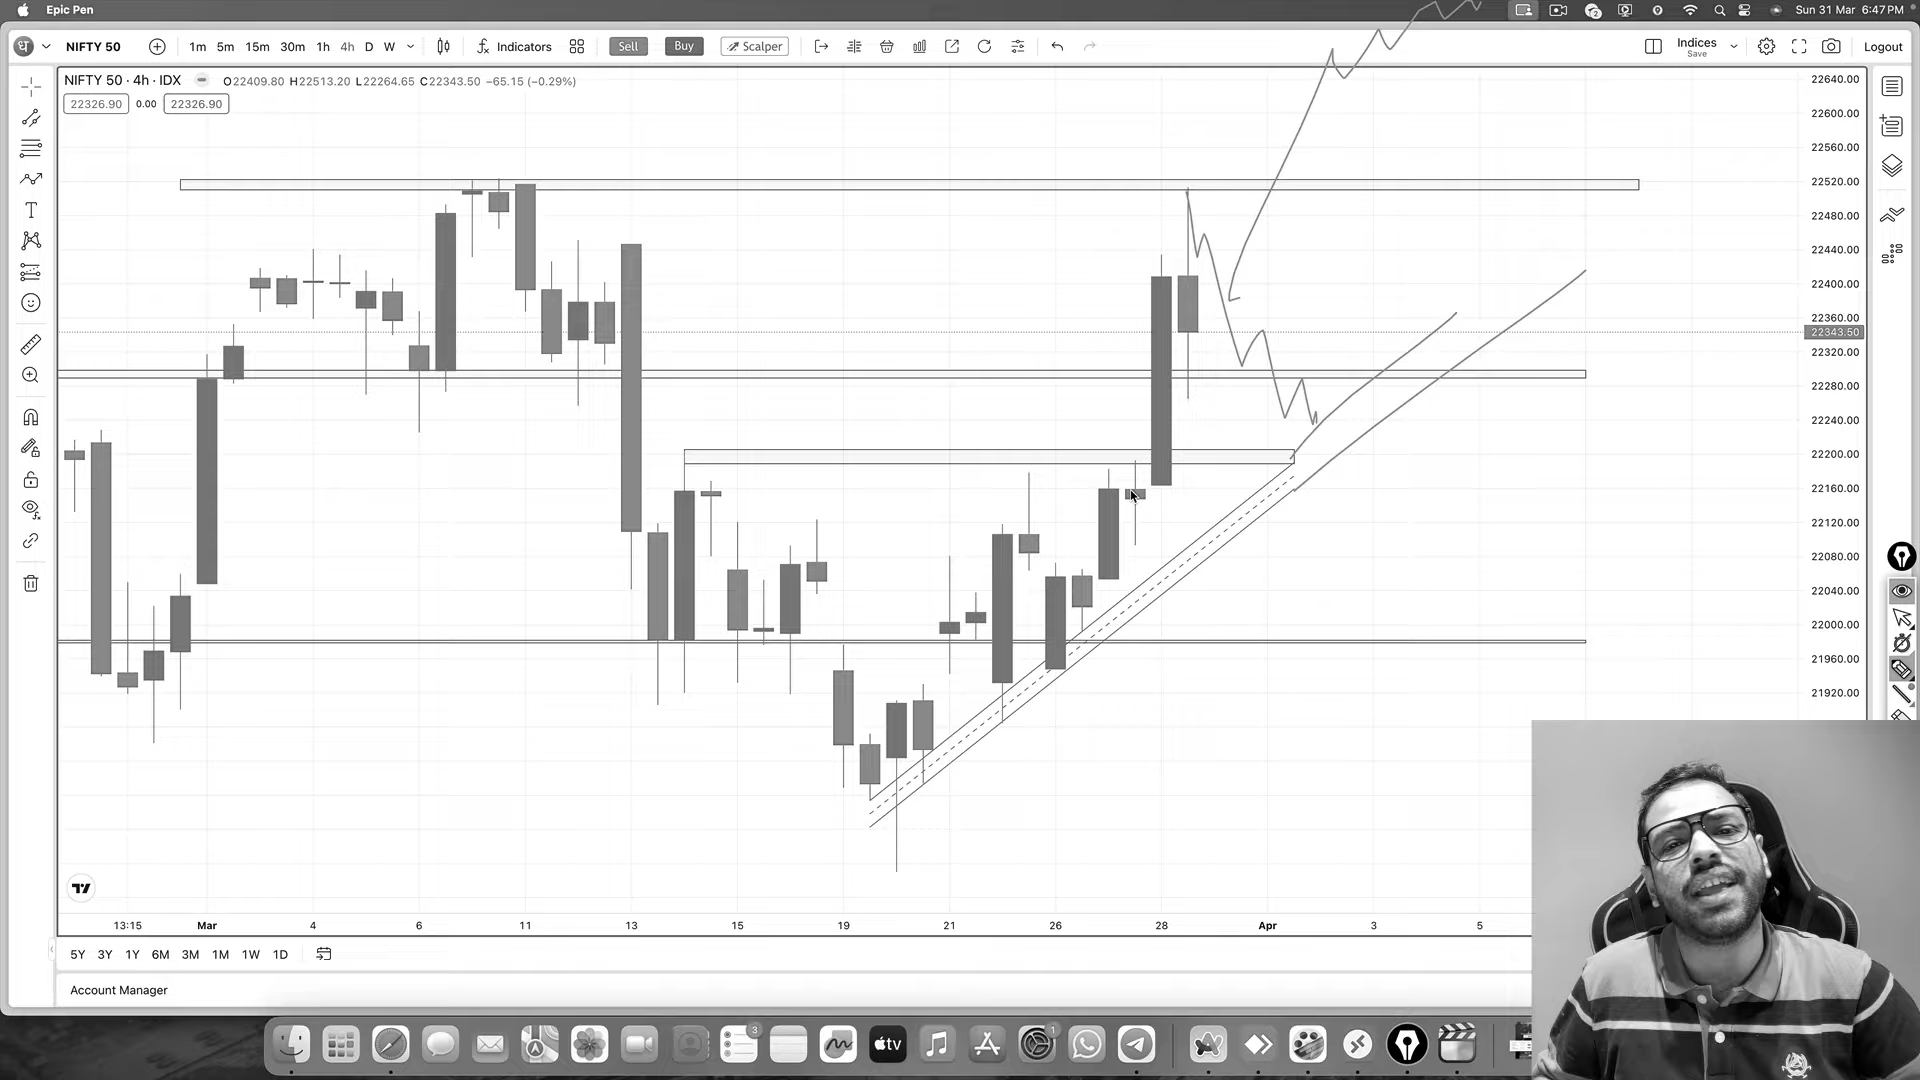 Epic Pen
2
Sun 31 Mar 6:47PM
NIFTY 50
1m 5m 15m 30m 1h 4h D W
Indicators
Sell
Buy
Scalper
Indices
Save
Logout
NIFTY 50 · 4h · IDX
O22409.80 H22513.20 L22264.65 C22343.50 −65.15 (−0.29%)
22326.90 0.00 22326.90
22640.00
22600.00
22560.00
22520.00
22480.00
22440.00
22400.00
22360.00
22343.50
22320.00
22280.00
22240.00
22200.00
22160.00
22120.00
22080.00
22040.00
22000.00
21960.00
21920.00
13:15 Mar 4 6 11 13 15 19 21 26 28 Apr 3 5
5Y 3Y 1Y 6M 3M 1M 1W 1D
Account Manager
3
1
tv